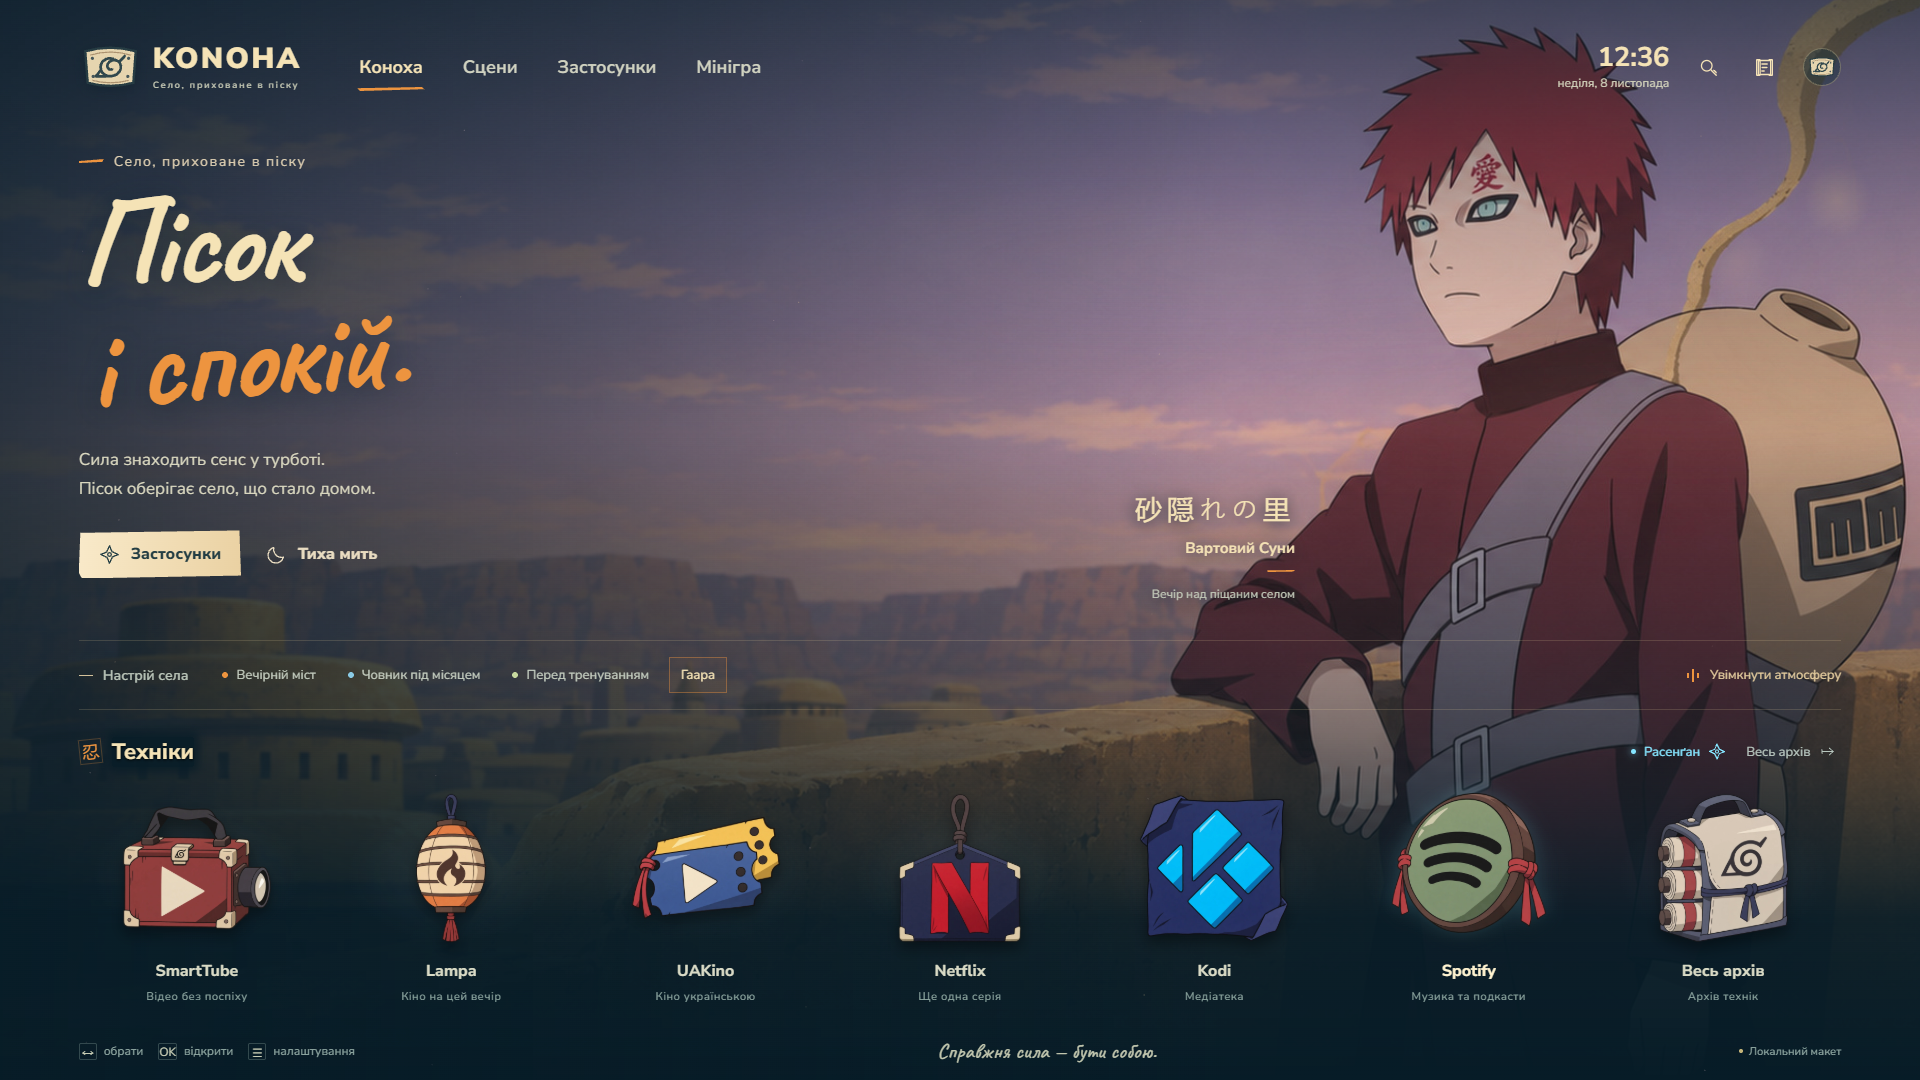 KONOHA
Село, приховане в піску
Коноха
Сцени
Застосунки
Мінігра
12:36
неділя, 8 листопада
愛
Село, приховане в піску
Пісок
і спокій.
Сила знаходить сенс у турботі.
Пісок оберігає село, що стало домом.
Застосунки
Тиха мить
砂隠れの里
Вартовий Суни
Вечір над піщаним селом
Настрій села
Вечірній міст
Човник під місяцем
Перед тренуванням
Гаара
Увімкнути атмосферу
忍 Техніки
Расенґан
Весь архів
SmartTube
Відео без поспіху
Lampa
Кіно на цей вечір
UAKino
Кіно українською
Netflix
Ще одна серія
Kodi
Медіатека
Spotify
Музика та подкасти
Весь архів
Архів технік
обрати
OK відкрити
налаштування
Справжня сила — бути собою.
Локальний макет